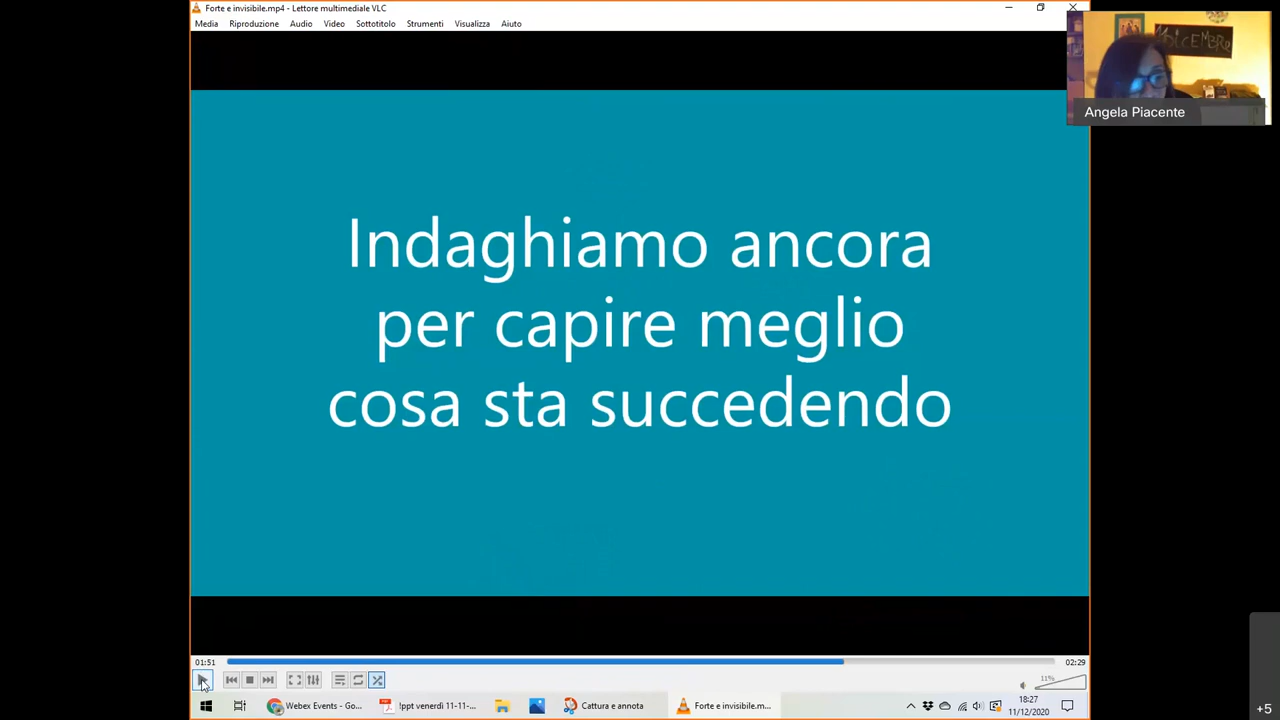 Forte e invisibile.mp4 - Lettore multimediale VLC
Media Riproduzione Audio Video Sottotitolo Strumenti Visualizza Aiuto
DICEMBRE
Angela Piacente
Indaghiamo ancora
per capire meglio
cosa sta succedendo
01:51
02:29
11%
Webex Events - Go...
!ppt venerdì 11-11-...
Cattura e annota
Forte e invisibile.m...
18:27
11/12/2020
+5